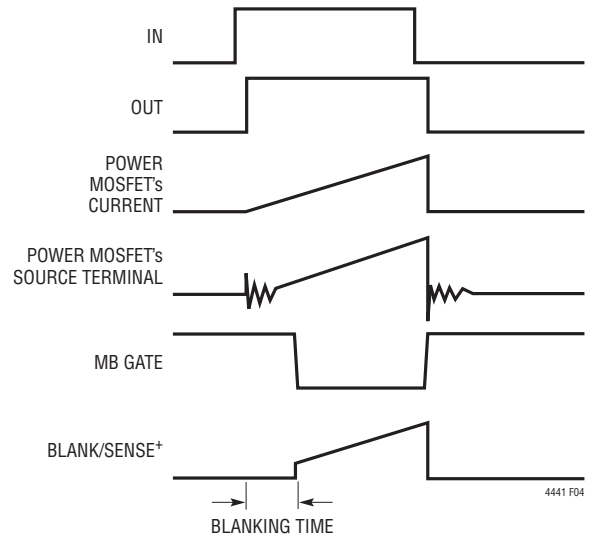 IN
OUT
POWER
MOSFET's
CURRENT
POWER MOSFET's
SOURCE TERMINAL
MB GATE
BLANK/SENSE+
4441 F04
BLANKING TIME